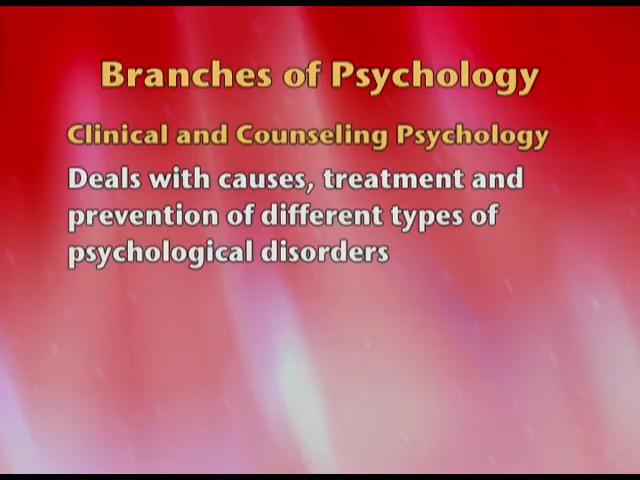 Branches of Psychology
Clinical and Counseling Psychology
Deals with causes, treatment and
prevention of different types of
psychological disorders